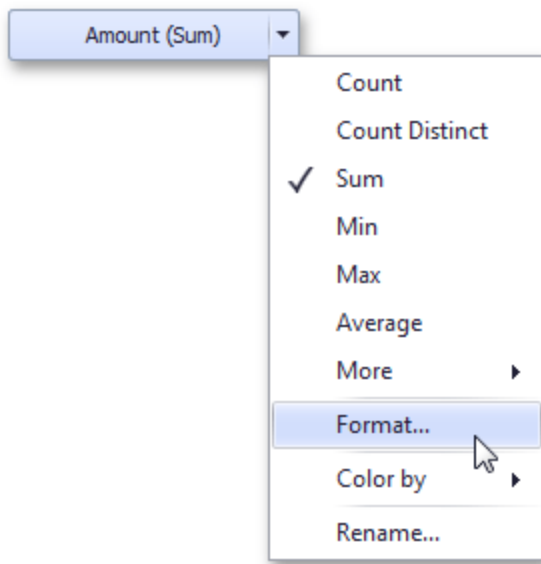 Amount (Sum)
Count
Count Distinct
Sum
Min
Max
Average
More
Format...
Color by
Rename...